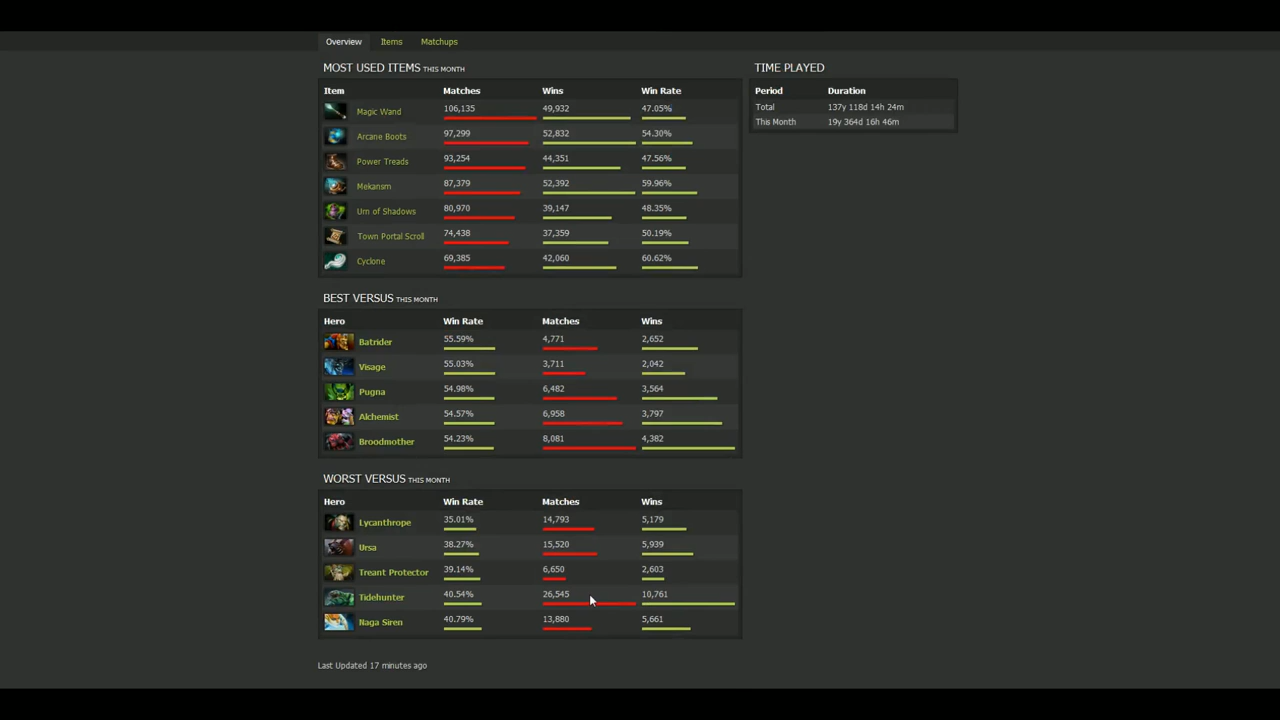 Overview Items Matchups
MOST USED ITEMS THIS MONTH
Item Matches Wins Win Rate
Magic Wand 106,135 49,932 47.05%
Arcane Boots 97,299 52,832 54.30%
Power Treads 93,254 44,351 47.56%
Mekansm 87,379 52,392 59.96%
Urn of Shadows 80,970 39,147 48.35%
Town Portal Scroll 74,438 37,359 50.19%
Cyclone 69,385 42,060 60.62%
BEST VERSUS THIS MONTH
Hero Win Rate Matches Wins
Batrider 55.59% 4,771 2,652
Visage 55.03% 3,711 2,042
Pugna 54.98% 6,482 3,564
Alchemist 54.57% 6,958 3,797
Broodmother 54.23% 8,081 4,382
WORST VERSUS THIS MONTH
Hero Win Rate Matches Wins
Lycanthrope 35.01% 14,793 5,179
Ursa 38.27% 15,520 5,939
Treant Protector 39.14% 6,650 2,603
Tidehunter 40.54% 26,545 10,761
Naga Siren 40.79% 13,880 5,661
Last Updated 17 minutes ago
TIME PLAYED
Period Duration
Total 137y 118d 14h 24m
This Month 19y 364d 16h 46m